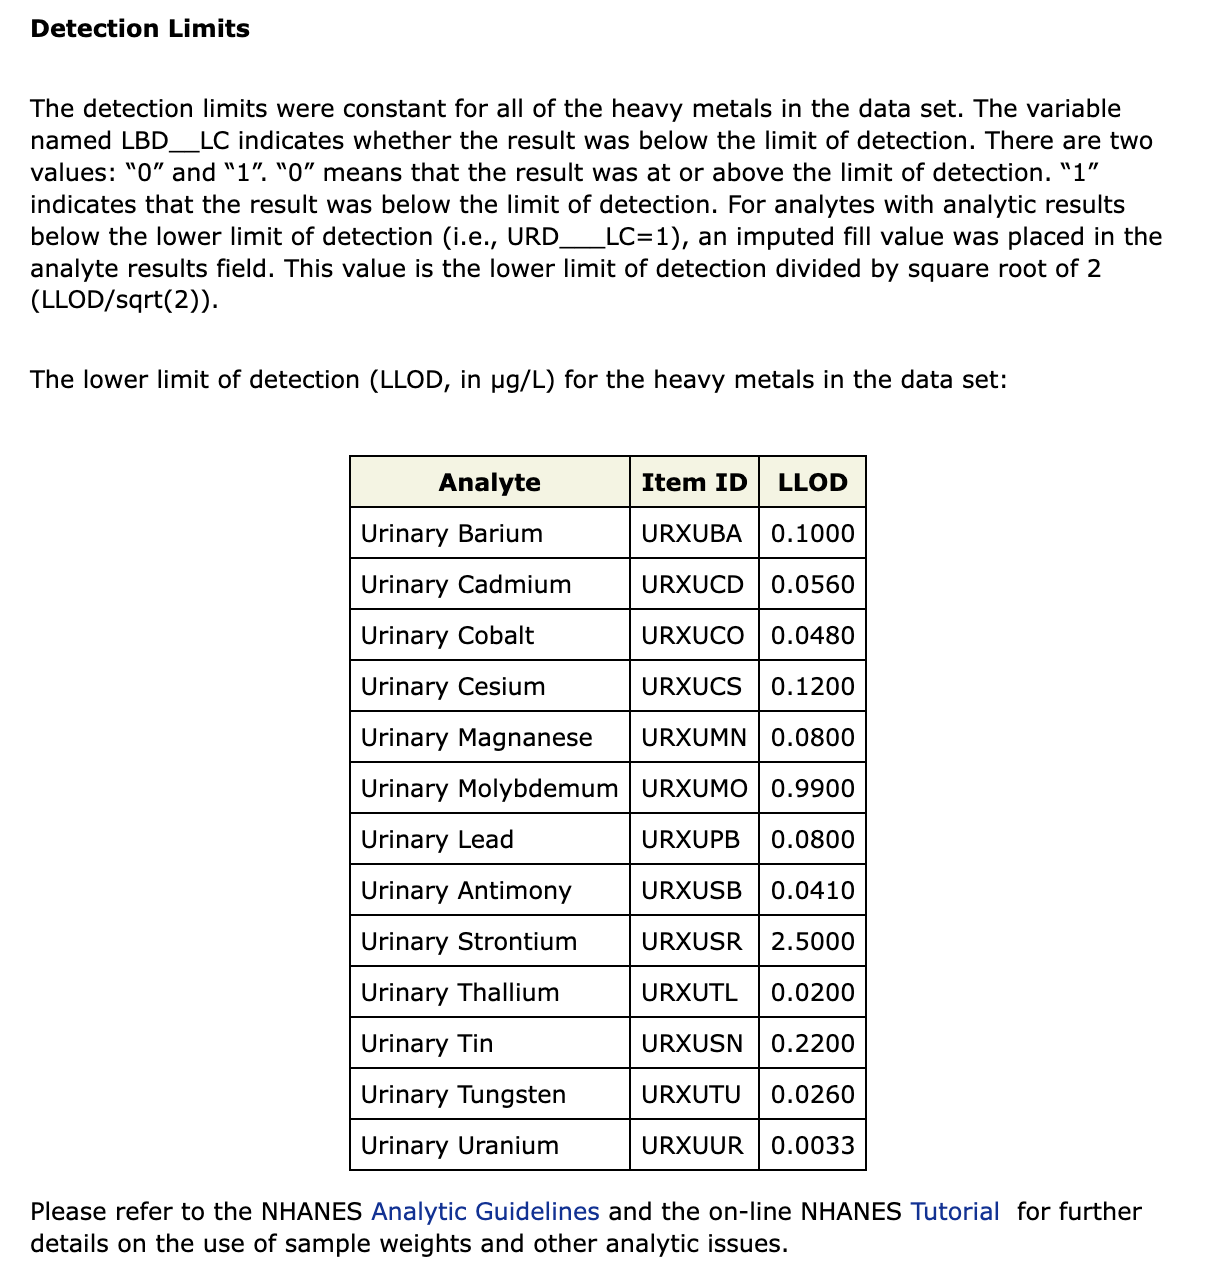 Detection Limits
The detection limits were constant for all of the heavy metals in the data set. The variable
named LBD__LC indicates whether the result was below the limit of detection. There are two
values: “0” and “1”. “0” means that the result was at or above the limit of detection. “1”
indicates that the result was below the limit of detection. For analytes with analytic results
below the lower limit of detection (i.e., URD___LC=1), an imputed fill value was placed in the
analyte results field. This value is the lower limit of detection divided by square root of 2
(LLOD/sqrt(2)).
The lower limit of detection (LLOD, in µg/L) for the heavy metals in the data set:
Analyte Item ID LLOD
Urinary Barium URXUBA 0.1000
Urinary Cadmium URXUCD 0.0560
Urinary Cobalt URXUCO 0.0480
Urinary Cesium URXUCS 0.1200
Urinary Magnanese URXUMN 0.0800
Urinary Molybdemum URXUMO 0.9900
Urinary Lead URXUPB 0.0800
Urinary Antimony URXUSB 0.0410
Urinary Strontium URXUSR 2.5000
Urinary Thallium URXUTL 0.0200
Urinary Tin URXUSN 0.2200
Urinary Tungsten URXUTU 0.0260
Urinary Uranium URXUUR 0.0033
Please refer to the NHANES Analytic Guidelines and the on-line NHANES Tutorial for further
details on the use of sample weights and other analytic issues.